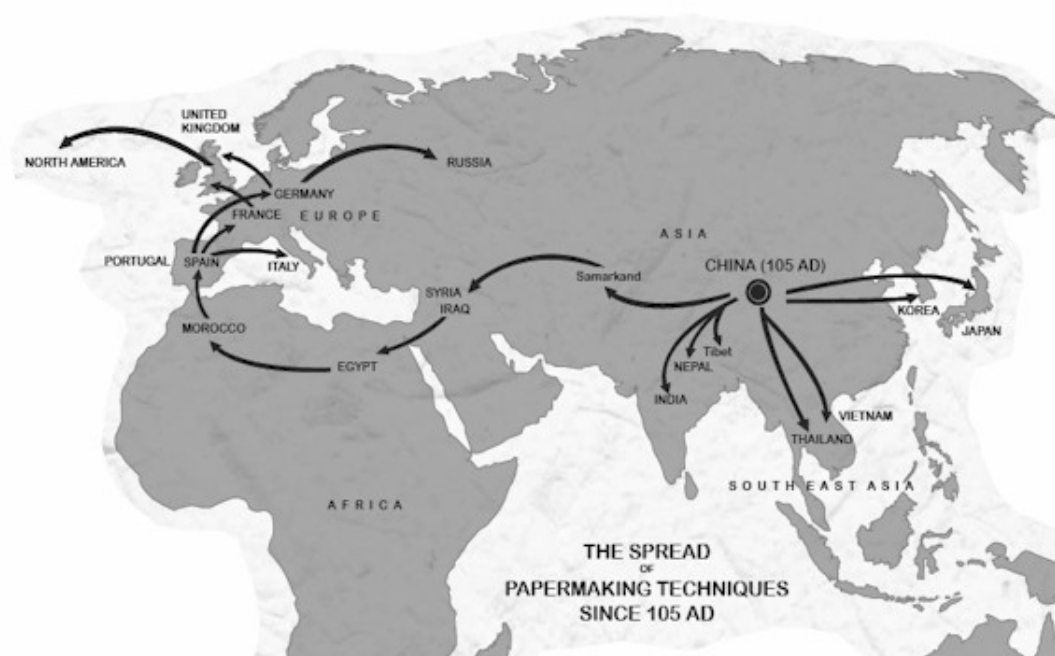 UNITED
KINGDOM
NORTH AMERICA
RUSSIA
GERMANY
FRANCE
EUROPE
ASIA
PORTUGAL
SPAIN
ITALY
Samarkand
CHINA (105 AD)
SYRIA
IRAQ
KOREA
JAPAN
MOROCCO
Tibet
NEPAL
EGYPT
INDIA
VIETNAM
THAILAND
SOUTH EAST ASIA
AFRICA
THE SPREAD
OF
PAPERMAKING TECHNIQUES
SINCE 105 AD